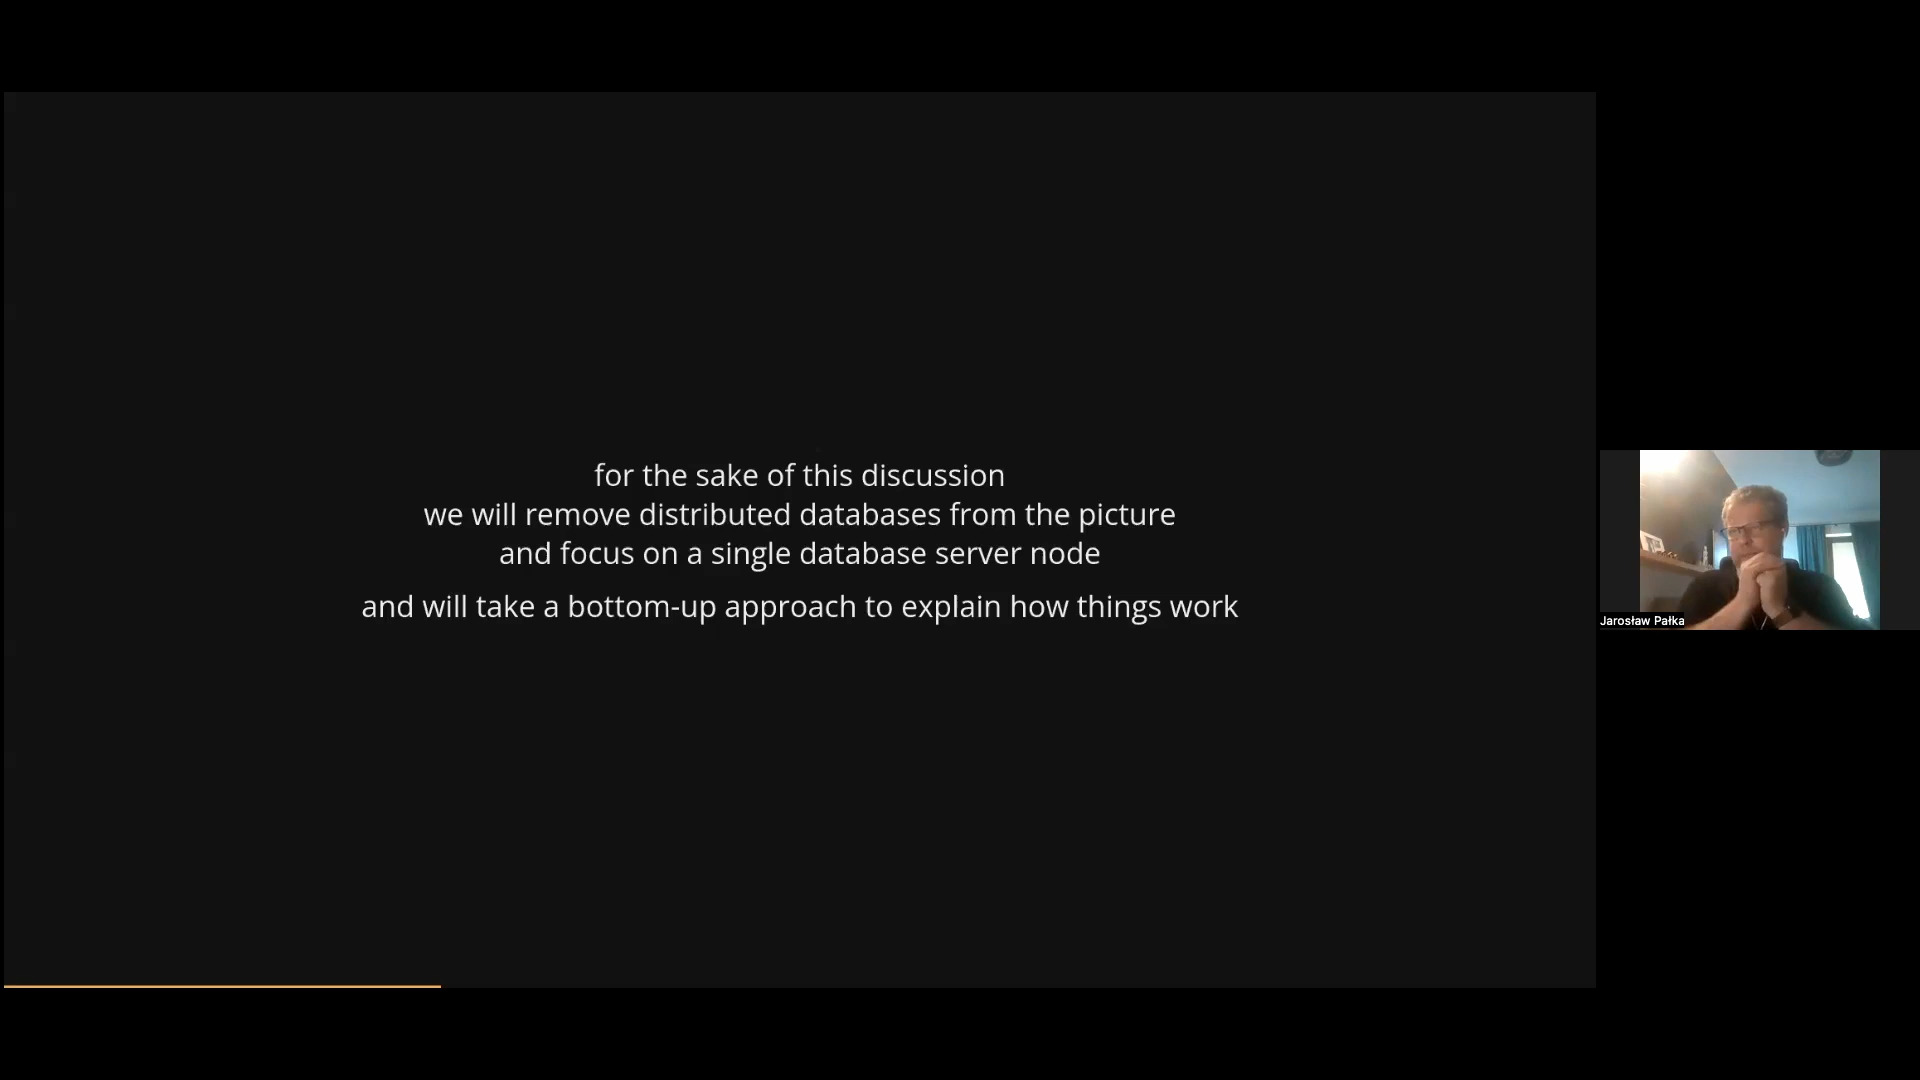 for the sake of this discussion
we will remove distributed databases from the picture
and focus on a single database server node
and will take a bottom-up approach to explain how things work
Jarosław Pałka